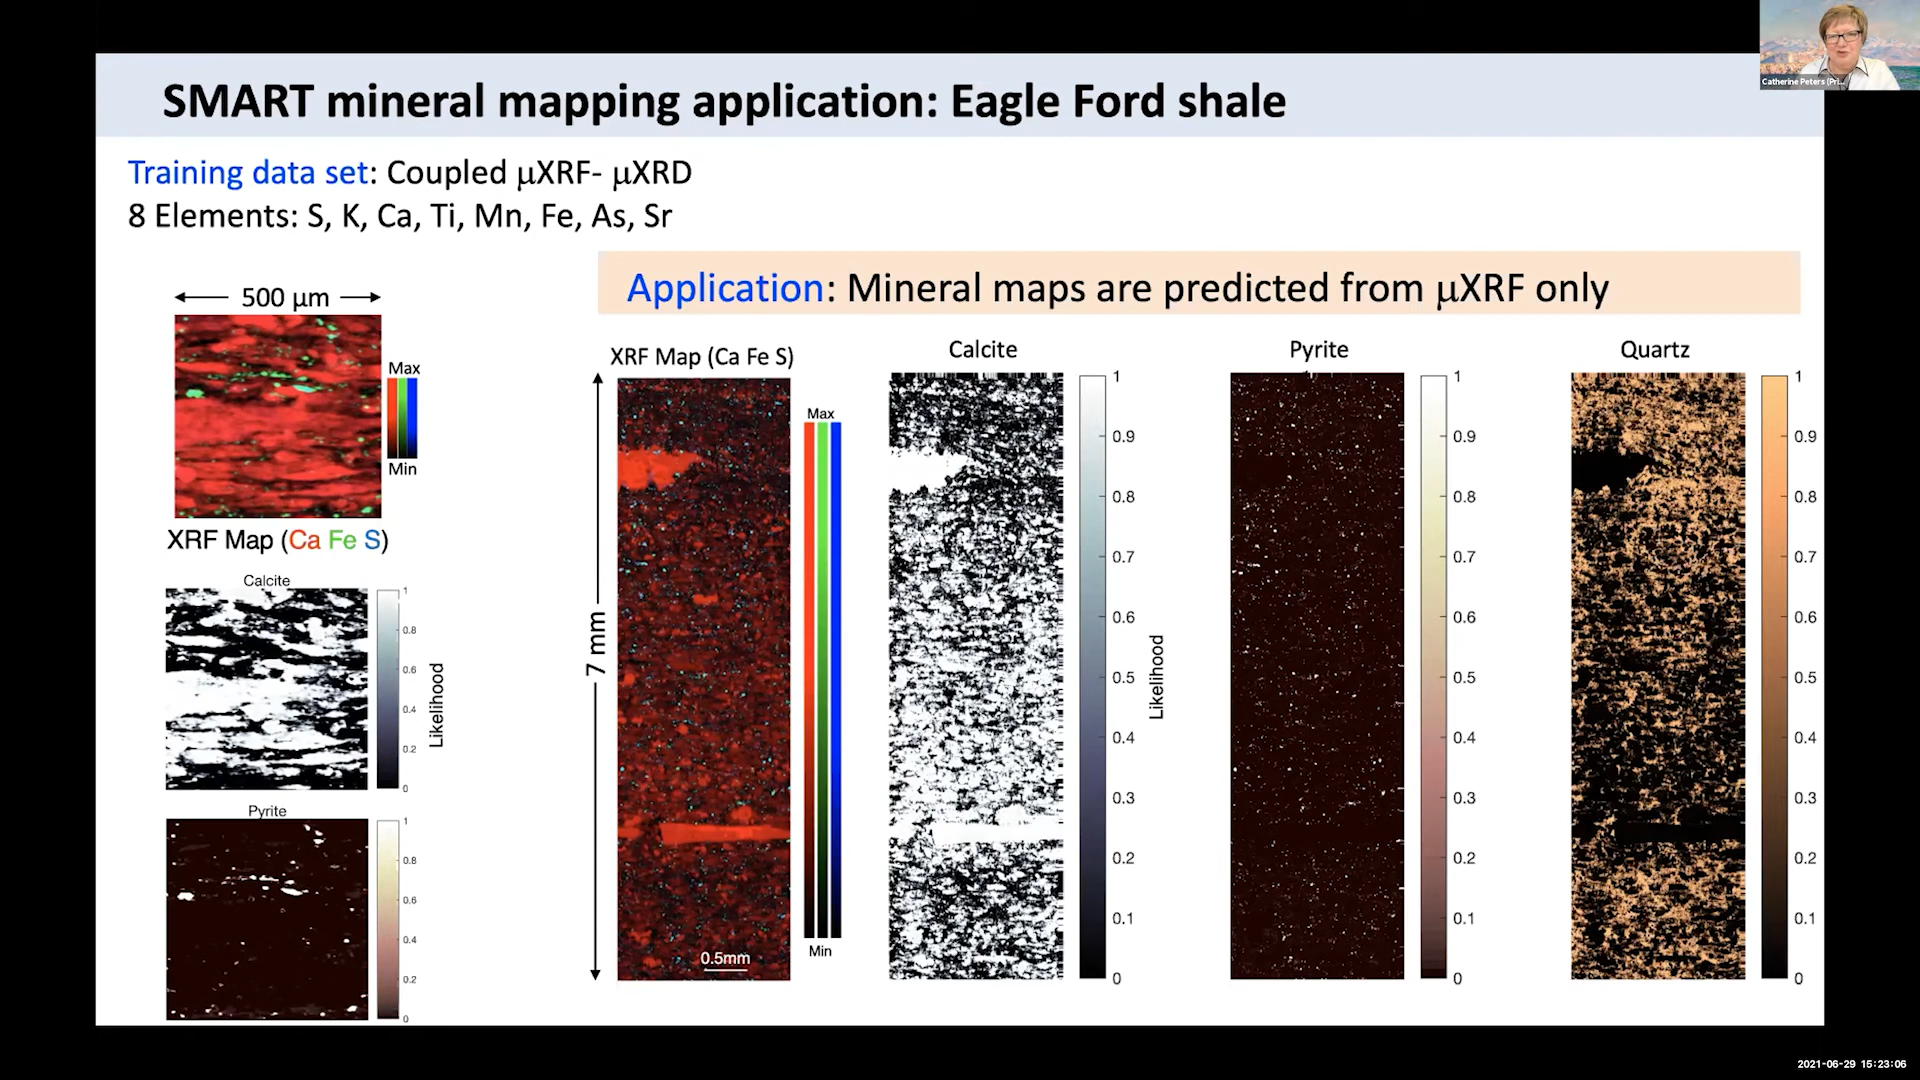 Catherine Peters (Pri...
SMART mineral mapping application: Eagle Ford shale
Training data set: Coupled μXRF- μXRD
8 Elements: S, K, Ca, Ti, Mn, Fe, As, Sr
Application: Mineral maps are predicted from μXRF only
500 μm
Max
Min
XRF Map (Ca Fe S)
Calcite
1
0.8
0.6
0.4
0.2
0
Likelihood
Pyrite
1
0.8
0.6
0.4
0.2
0
XRF Map (Ca Fe S)
7 mm
0.5mm
Max
Min
Calcite
1
0.9
0.8
0.7
0.6
0.5
0.4
0.3
0.2
0.1
0
Likelihood
Pyrite
1
0.9
0.8
0.7
0.6
0.5
0.4
0.3
0.2
0.1
0
Quartz
1
0.9
0.8
0.7
0.6
0.5
0.4
0.3
0.2
0.1
0
2021-06-29 15:23:06